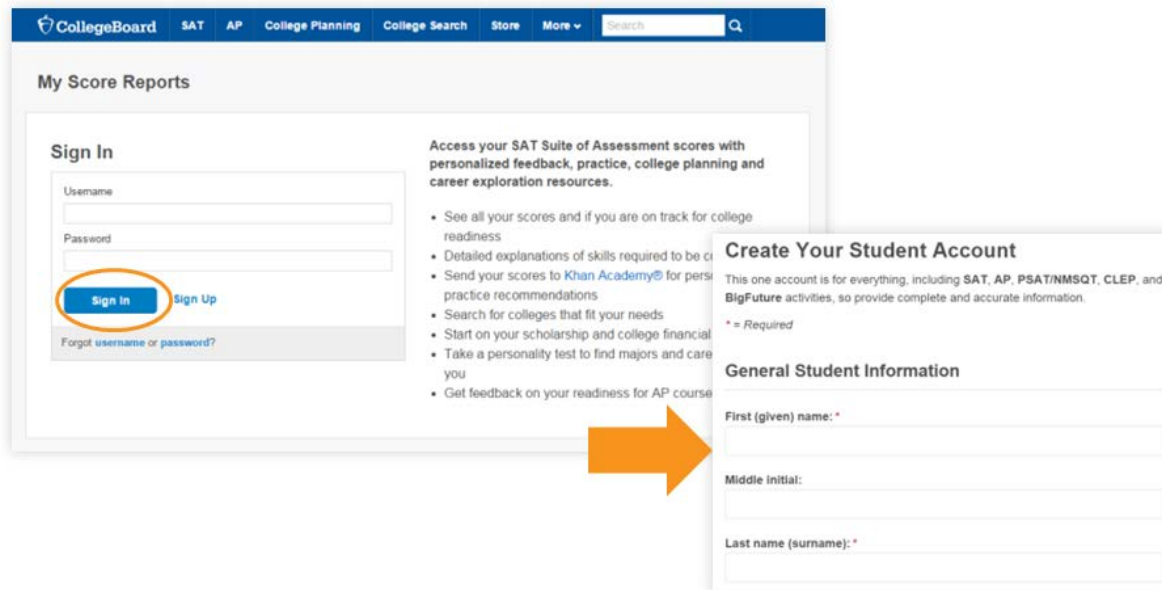 CollegeBoard SAT AP College Planning College Search Store More Search
My Score Reports
Sign In
Username
Password
Sign In Sign Up
Forgot username or password?
Access your SAT Suite of Assessment scores with
personalized feedback, practice, college planning and
career exploration resources.
• See all your scores and if you are on track for college
readiness
• Detailed explanations of skills required to be
• Send your scores to Khan Academy® for
practice recommendations
• Search for colleges that fit your needs
• Start on your scholarship and college financial
• Take a personality test to find majors and
you
• Get feedback on your readiness for AP
Create Your Student Account
This one account is for everything, including SAT, AP, PSAT/NMSQT, CLEP, and
BigFuture activities, so provide complete and accurate information.
* = Required
General Student Information
First (given) name: *
Middle initial:
Last name (surname): *